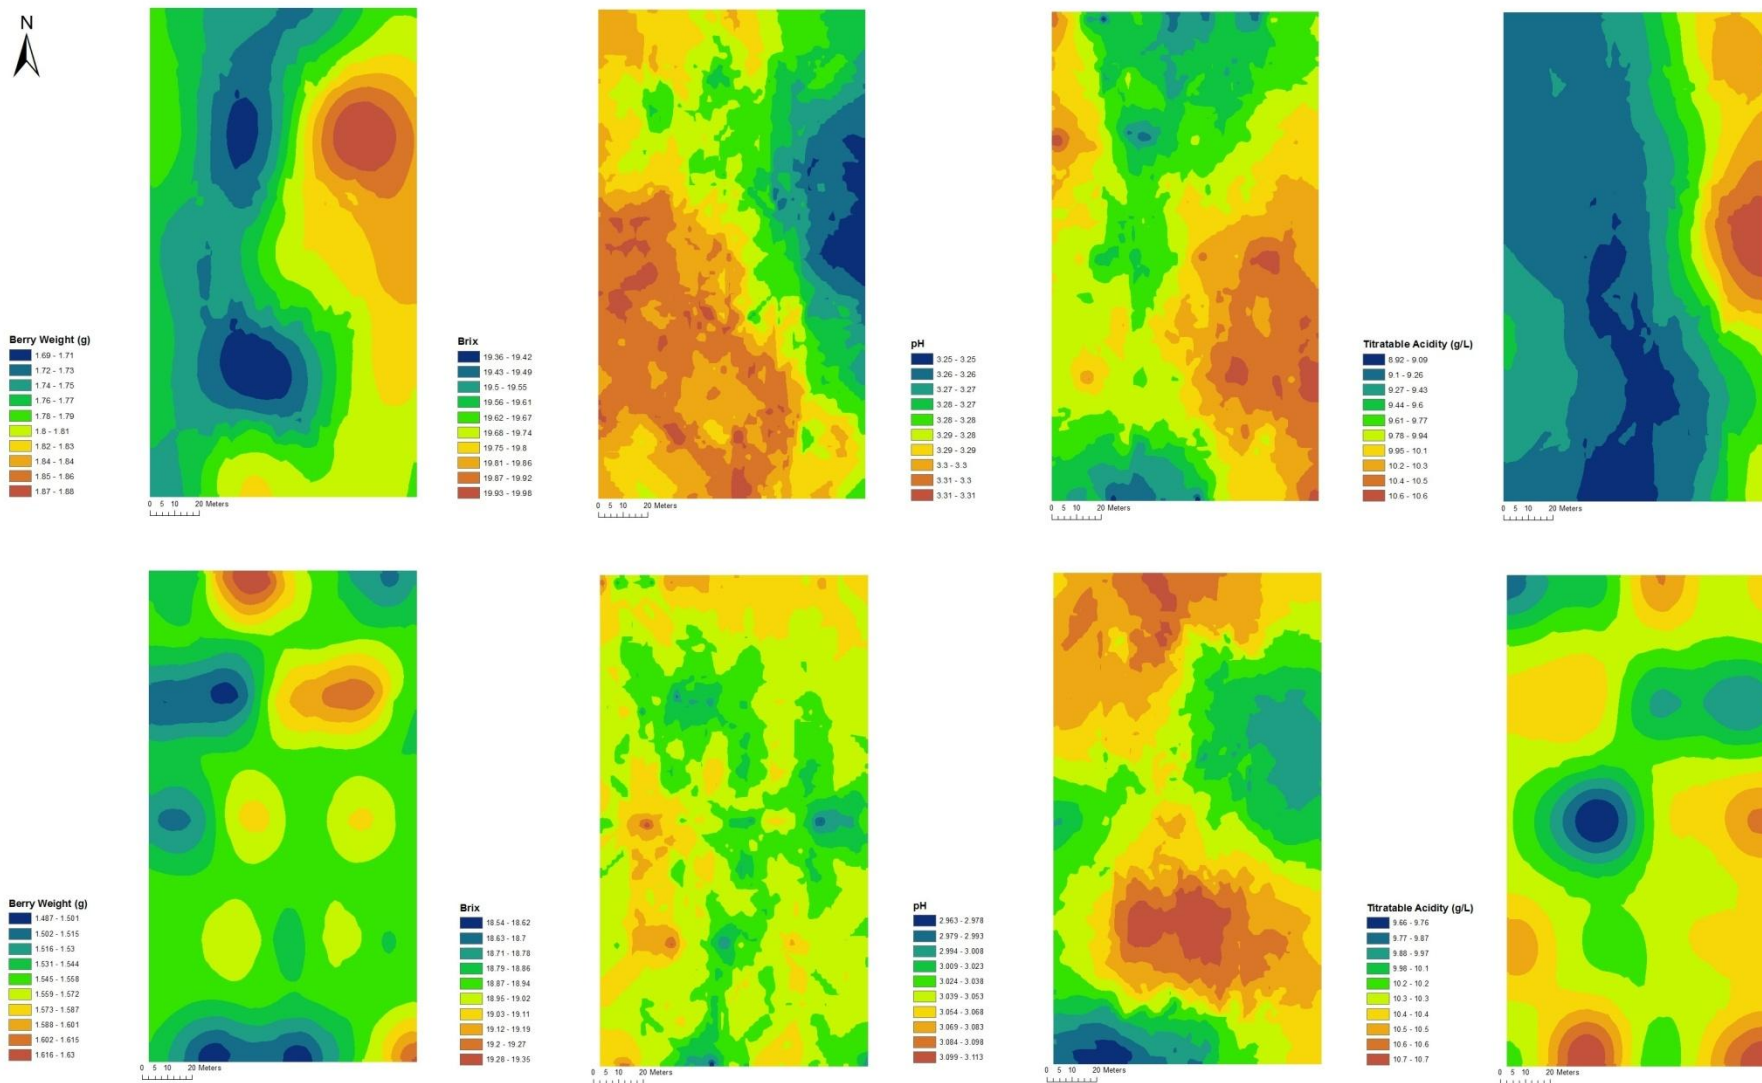 N
Berry Weight (g)
1.69 - 1.71
1.72 - 1.73
1.74 - 1.75
1.76 - 1.77
1.78 - 1.79
1.8 - 1.81
1.82 - 1.83
1.84 - 1.84
1.85 - 1.86
1.87 - 1.88
0 5 10 20 Meters
Brix
19.36 - 19.42
19.43 - 19.49
19.5 - 19.55
19.56 - 19.61
19.62 - 19.67
19.68 - 19.74
19.75 - 19.8
19.81 - 19.86
19.87 - 19.92
19.93 - 19.98
0 5 10 20 Meters
pH
3.25 - 3.25
3.26 - 3.26
3.27 - 3.27
3.28 - 3.27
3.28 - 3.28
3.29 - 3.28
3.29 - 3.29
3.3 - 3.3
3.31 - 3.3
3.31 - 3.31
0 5 10 20 Meters
Titratable Acidity (g/L)
8.92 - 9.09
9.1 - 9.26
9.27 - 9.43
9.44 - 9.6
9.61 - 9.77
9.78 - 9.94
9.95 - 10.1
10.2 - 10.3
10.4 - 10.5
10.6 - 10.6
0 5 10 20 Meters
Berry Weight (g)
1.487 - 1.501
1.502 - 1.515
1.516 - 1.53
1.531 - 1.544
1.545 - 1.558
1.559 - 1.572
1.573 - 1.587
1.588 - 1.601
1.602 - 1.615
1.616 - 1.63
0 5 10 20 Meters
Brix
18.54 - 18.62
18.63 - 18.7
18.71 - 18.78
18.79 - 18.86
18.87 - 18.94
18.95 - 19.02
19.03 - 19.11
19.12 - 19.19
19.2 - 19.27
19.28 - 19.35
0 5 10 20 Meters
pH
2.963 - 2.978
2.979 - 2.993
2.994 - 3.008
3.009 - 3.023
3.024 - 3.038
3.039 - 3.053
3.054 - 3.068
3.069 - 3.083
3.084 - 3.098
3.099 - 3.113
0 5 10 20 Meters
Titratable Acidity (g/L)
9.66 - 9.76
9.77 - 9.87
9.88 - 9.97
9.98 - 10.1
10.2 - 10.2
10.3 - 10.3
10.4 - 10.4
10.5 - 10.5
10.6 - 10.6
10.7 - 10.7
0 5 10 20 Meters